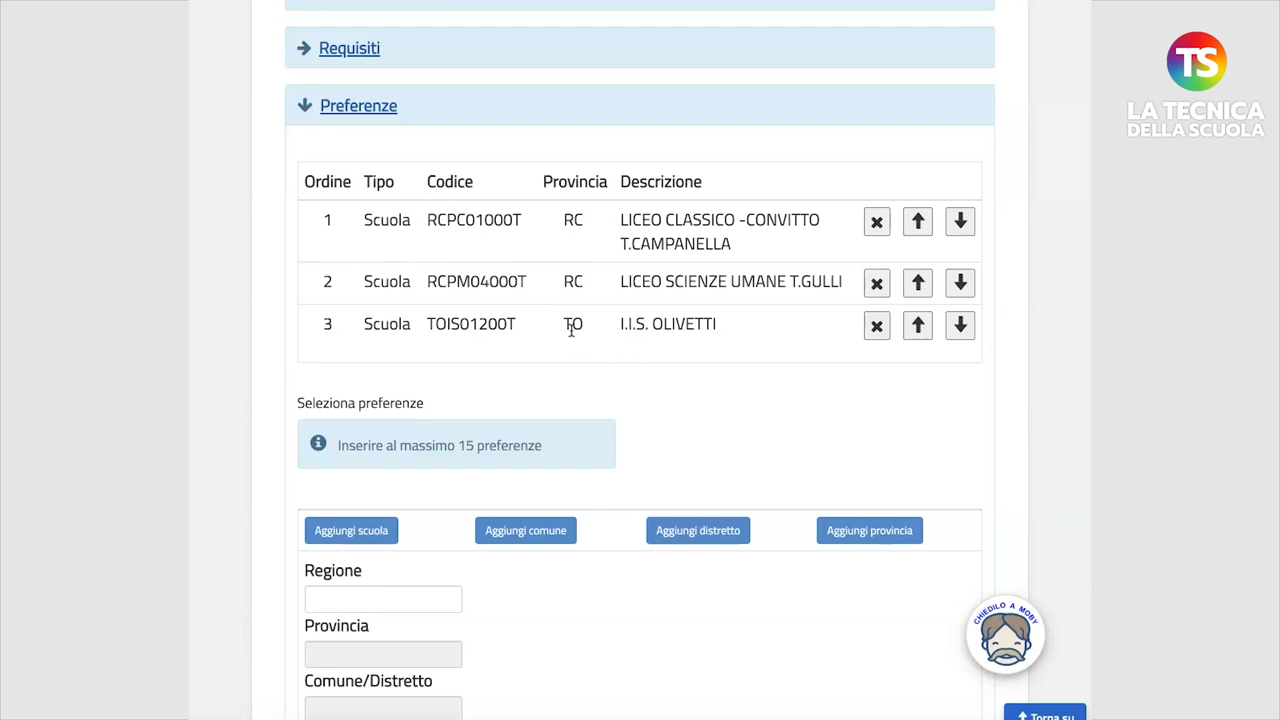 Requisiti
TS
LA TECNICA
DELLA SCUOLA
Preferenze
Ordine Tipo Codice Provincia Descrizione
1 Scuola RCPC01000T RC LICEO CLASSICO -CONVITTO
T.CAMPANELLA
2 Scuola RCPM04000T RC LICEO SCIENZE UMANE T.GULLI
3 Scuola TOIS01200T TO I.I.S. OLIVETTI
Seleziona preferenze
Inserire al massimo 15 preferenze
Aggiungi scuola Aggiungi comune Aggiungi distretto Aggiungi provincia
Regione
CHIEDILO A MOBY
Provincia
Comune/Distretto
Torna su